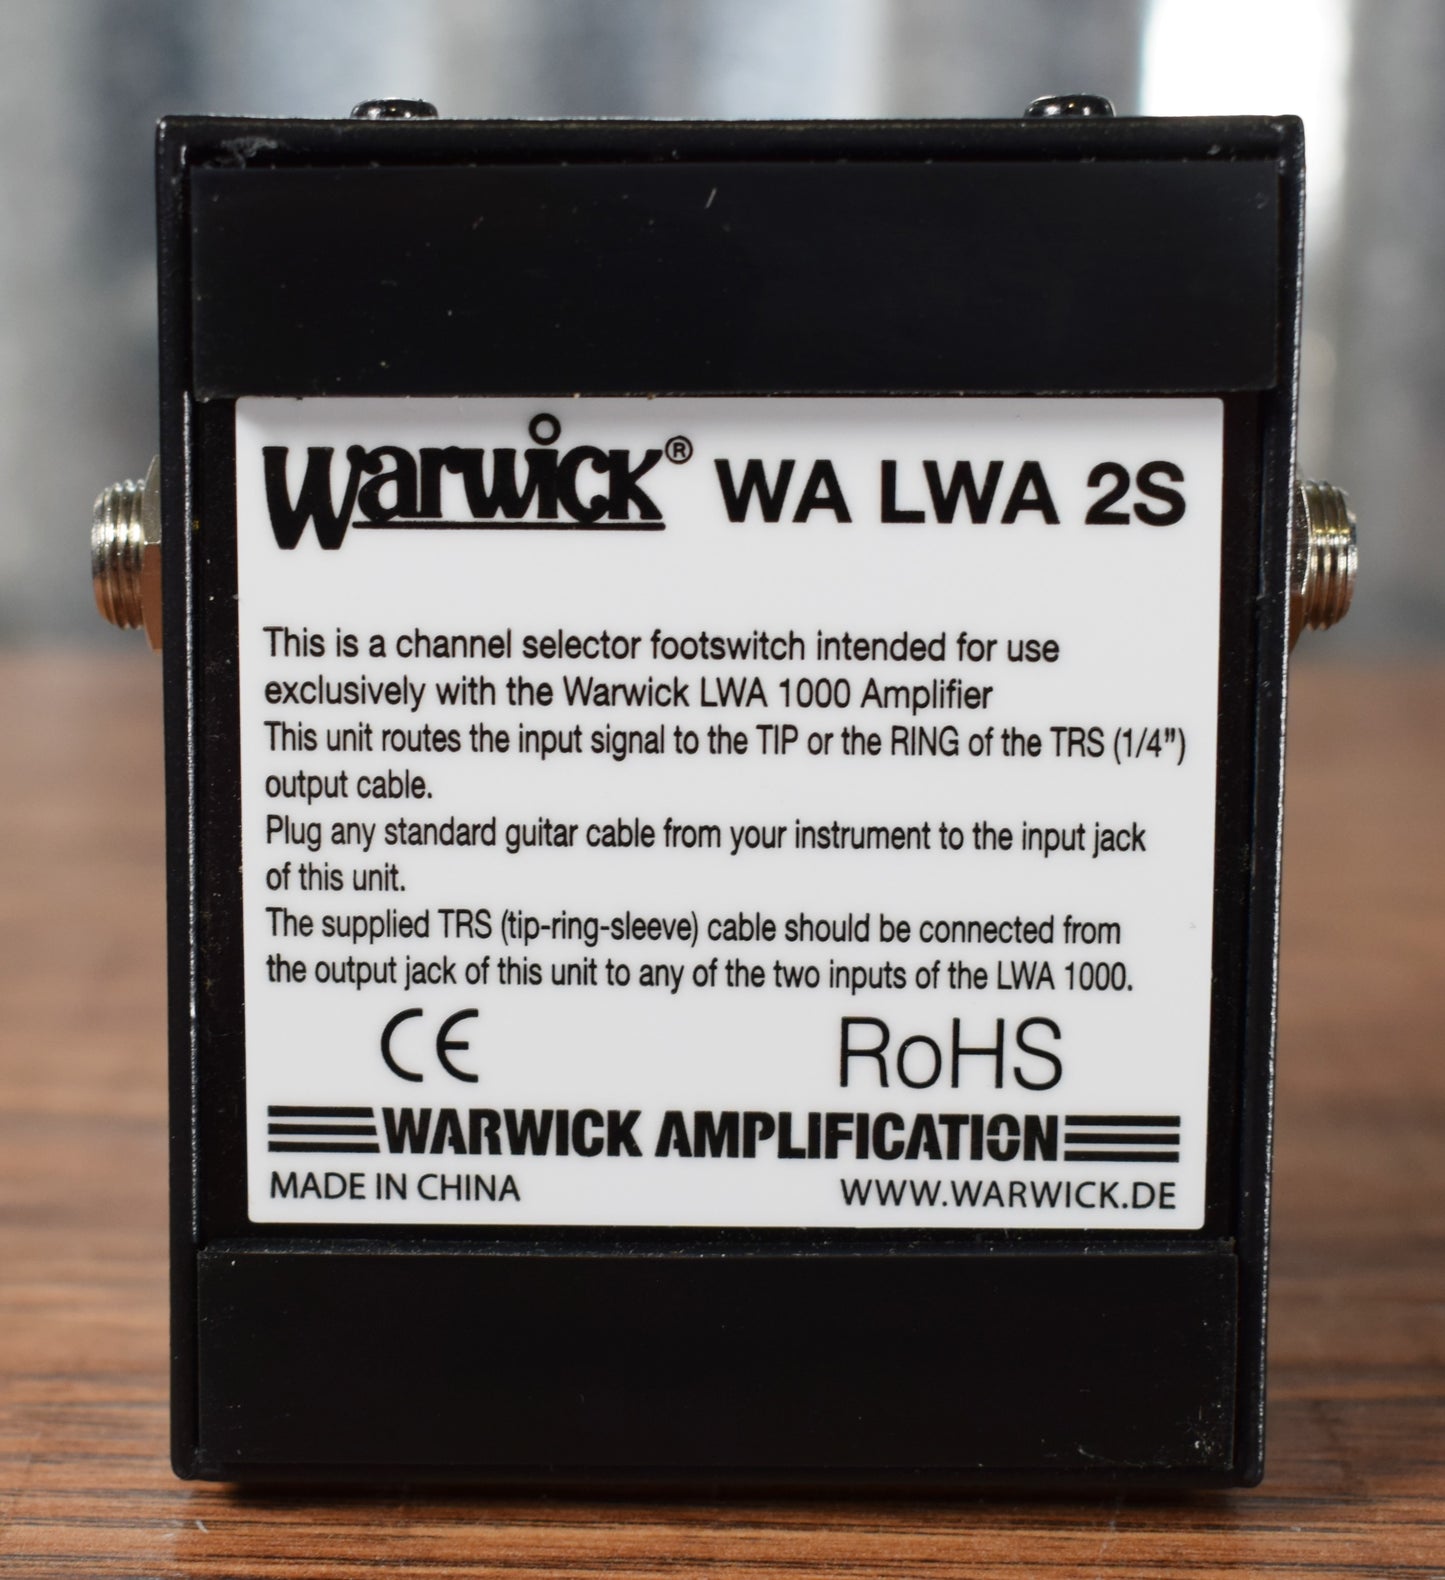 Warwick® WA LWA 2S
This is a channel selector footswitch intended for use
exclusively with the Warwick LWA 1000 Amplifier
This unit routes the input signal to the TIP or the RING of the TRS (1/4")
output cable.
Plug any standard guitar cable from your instrument to the input jack
of this unit.
The supplied TRS (tip-ring-sleeve) cable should be connected from
the output jack of this unit to any of the two inputs of the LWA 1000.
CE RoHS
WARWICK AMPLIFICATION
MADE IN CHINA WWW.WARWICK.DE